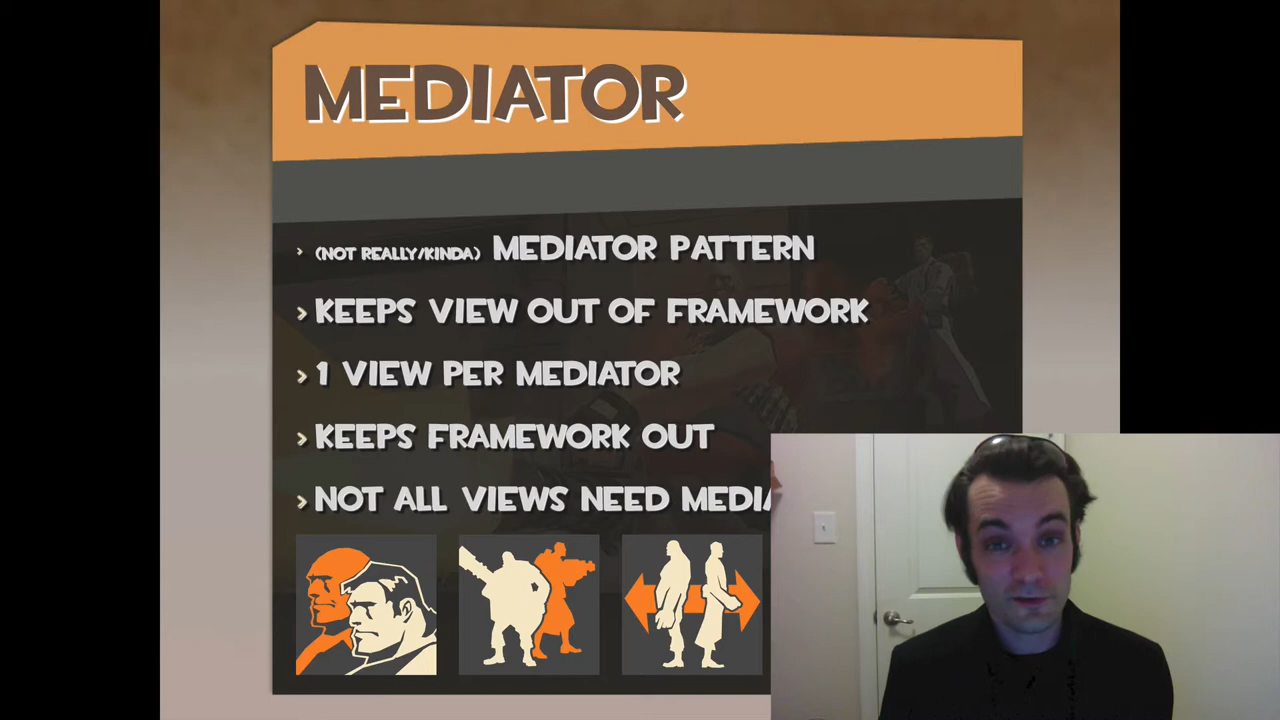 MEDIATOR
› (NOT REALLY/KINDA) MEDIATOR PATTERN
› KEEPS VIEW OUT OF FRAMEWORK
› 1 VIEW PER MEDIATOR
› KEEPS FRAMEWORK OUT
› NOT ALL VIEWS NEED